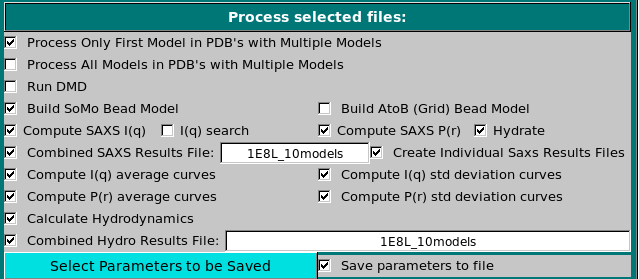 Process selected files:
Process Only First Model in PDB's with Multiple Models
Process All Models in PDB's with Multiple Models
Run DMD
Build SoMo Bead Model Build AtoB (Grid) Bead Model
Compute SAXS I(q) I(q) search Compute SAXS P(r) Hydrate
Combined SAXS Results File: 1E8L_10models Create Individual Saxs Results Files
Compute I(q) average curves Compute I(q) std deviation curves
Compute P(r) average curves Compute P(r) std deviation curves
Calculate Hydrodynamics
Combined Hydro Results File: 1E8L_10models
Select Parameters to be Saved Save parameters to file